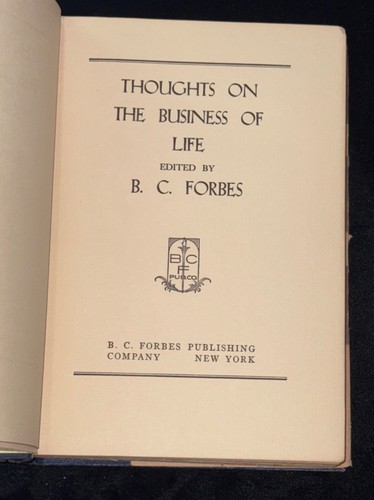 THOUGHTS ON
THE BUSINESS OF
LIFE
EDITED BY
B. C. FORBES
B C
F
PUB.CO
B. C. FORBES PUBLISHING
COMPANY NEW YORK